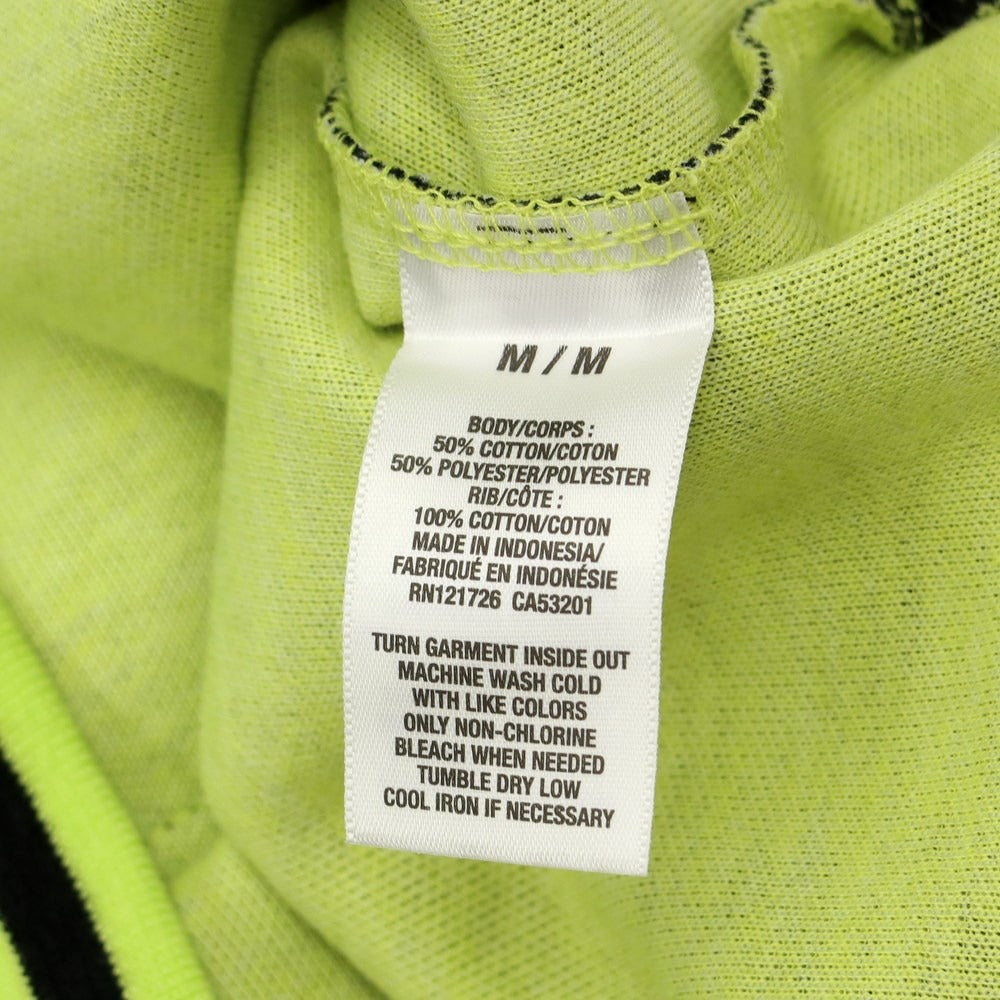 M / M
BODY/CORPS :
50% COTTON/COTON
50% POLYESTER/POLYESTER
RIB/CÔTE :
100% COTTON/COTON
MADE IN INDONESIA/
FABRIQUÉ EN INDONÉSIE
RN121726 CA53201
TURN GARMENT INSIDE OUT
MACHINE WASH COLD
WITH LIKE COLORS
ONLY NON-CHLORINE
BLEACH WHEN NEEDED
TUMBLE DRY LOW
COOL IRON IF NECESSARY